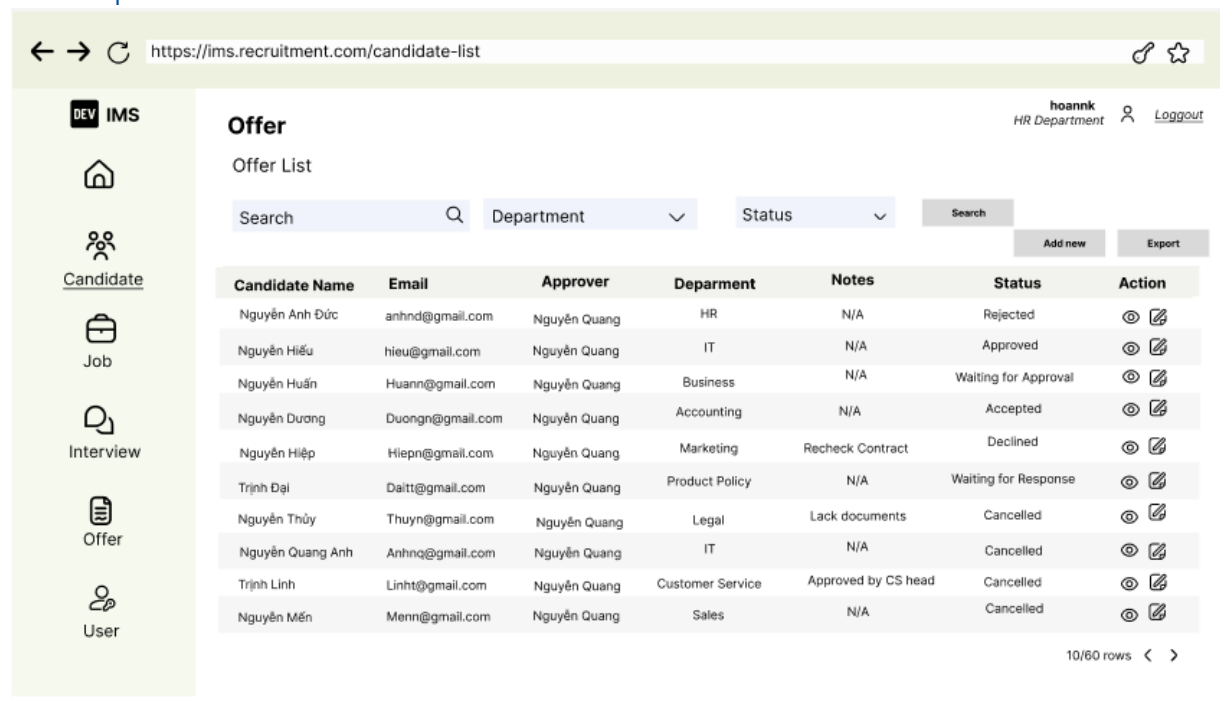 https://ims.recruitment.com/candidate-list
DEV IMS
hoannk
HR Department
Loggout
Offer
Offer List
Search Department Status Search
Add new Export
Candidate
Job
Interview
Offer
User
Candidate Name Email Approver Deparment Notes Status Action
Nguyễn Anh Đức anhnd@gmail.com Nguyễn Quang HR N/A Rejected
Nguyễn Hiếu hieu@gmail.com Nguyễn Quang IT N/A Approved
Nguyễn Huấn Huann@gmail.com Nguyễn Quang Business N/A Waiting for Approval
Nguyễn Dương Duongn@gmail.com Nguyễn Quang Accounting N/A Accepted
Nguyễn Hiệp Hiepn@gmail.com Nguyễn Quang Marketing Recheck Contract Declined
Trịnh Đại Daitt@gmail.com Nguyễn Quang Product Policy N/A Waiting for Response
Nguyễn Thủy Thuyn@gmail.com Nguyễn Quang Legal Lack documents Cancelled
Nguyễn Quang Anh Anhnq@gmail.com Nguyễn Quang IT N/A Cancelled
Trịnh Linh Linht@gmail.com Nguyễn Quang Customer Service Approved by CS head Cancelled
Nguyễn Mến Menn@gmail.com Nguyễn Quang Sales N/A Cancelled
10/60 rows